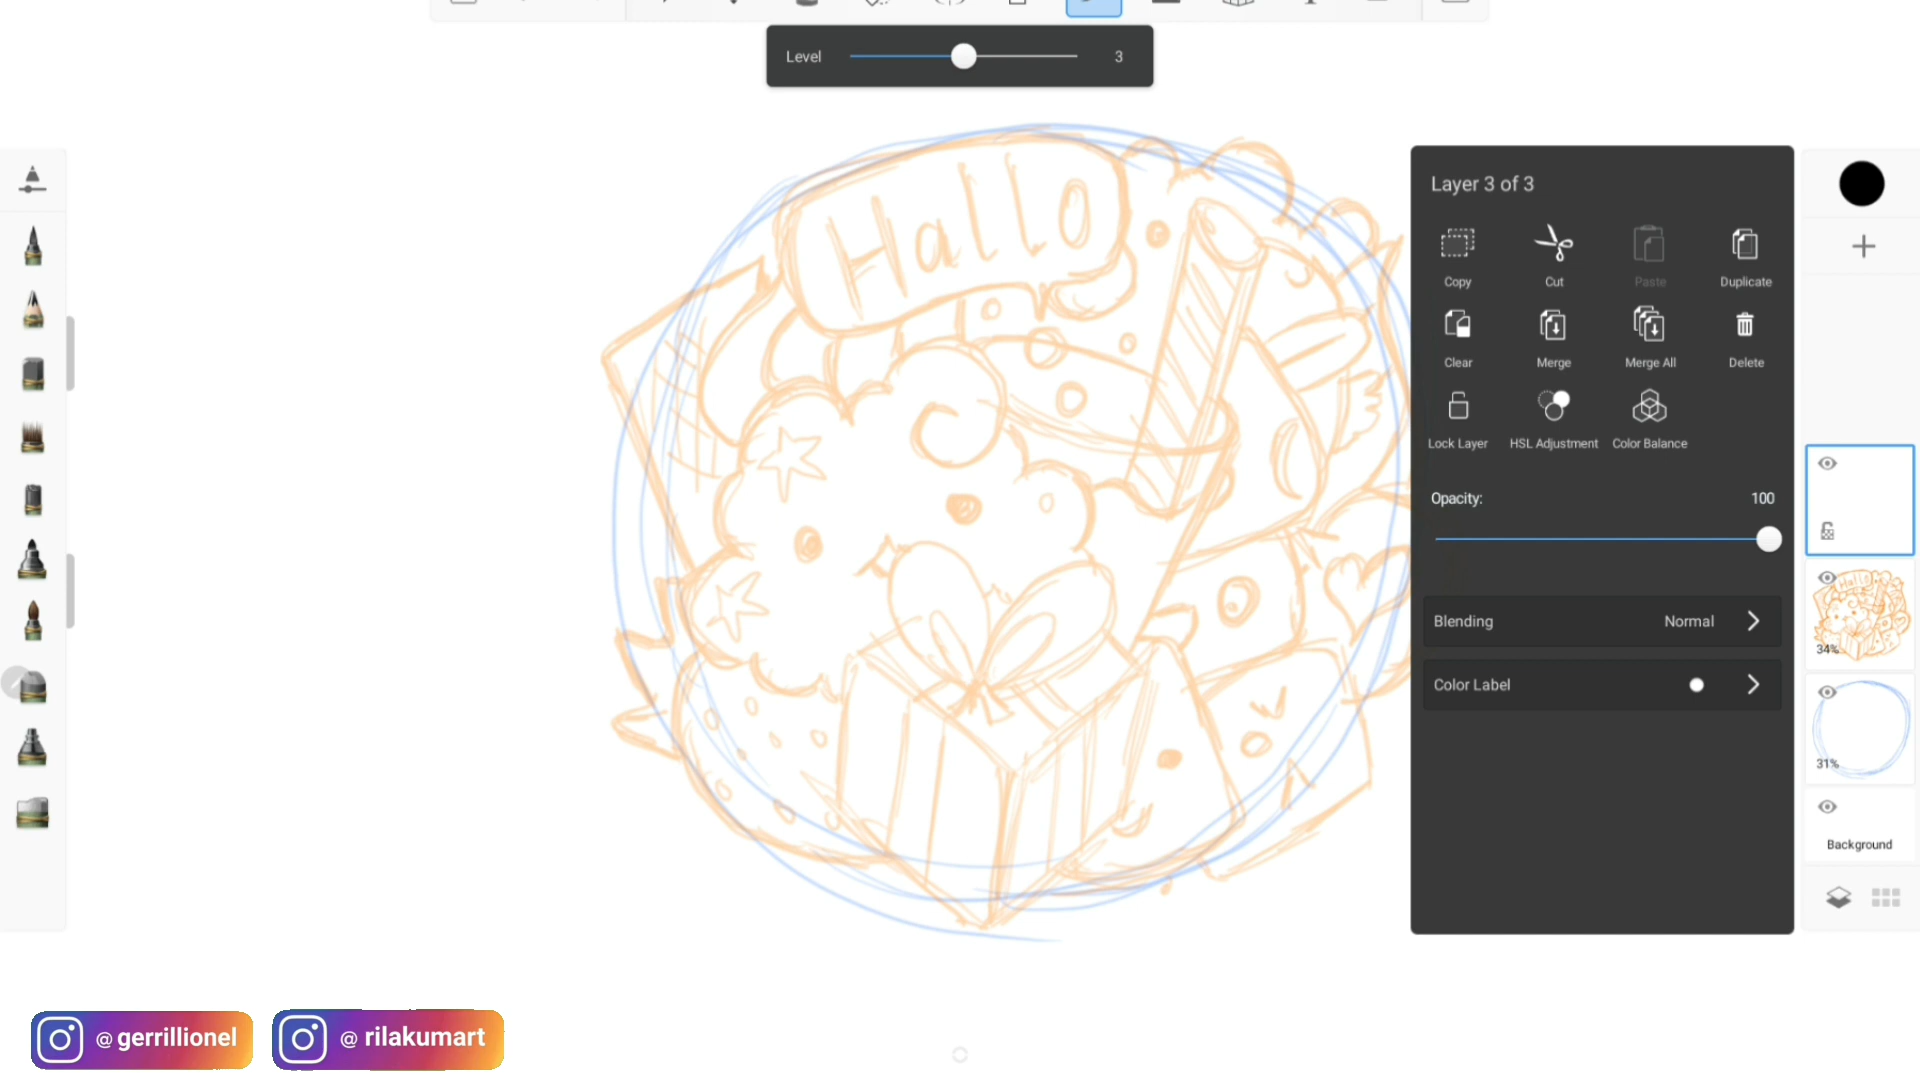 Level 3
Hallo
Layer 3 of 3
Copy Cut Paste Duplicate
Clear Merge Merge All Delete
Lock Layer HSL Adjustment Color Balance
Opacity: 100
Blending Normal
Color Label
Hallo
34%
31%
Background
@gerrillionel @ rilakumart